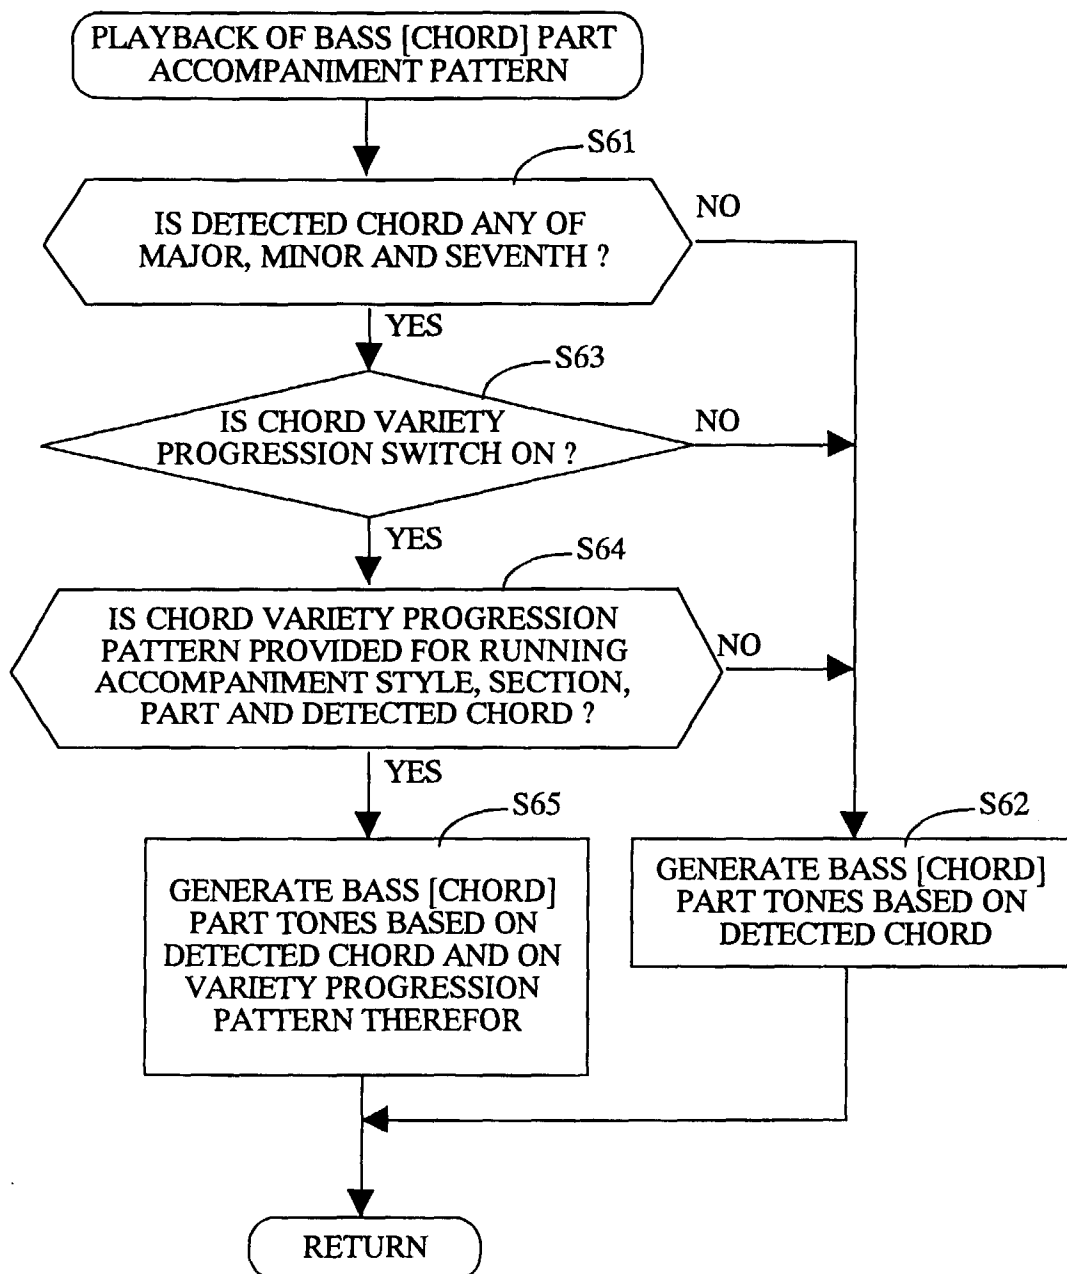 PLAYBACK OF BASS [CHORD] PART
ACCOMPANIMENT PATTERN
S61
IS DETECTED CHORD ANY OF
MAJOR, MINOR AND SEVENTH ?
NO
YES
S63
IS CHORD VARIETY
PROGRESSION SWITCH ON ?
NO
YES
S64
IS CHORD VARIETY PROGRESSION
PATTERN PROVIDED FOR RUNNING
ACCOMPANIMENT STYLE, SECTION,
PART AND DETECTED CHORD ?
NO
YES
S65
GENERATE BASS [CHORD]
PART TONES BASED ON
DETECTED CHORD AND ON
VARIETY PROGRESSION
PATTERN THEREFOR
S62
GENERATE BASS [CHORD]
PART TONES BASED ON
DETECTED CHORD
RETURN